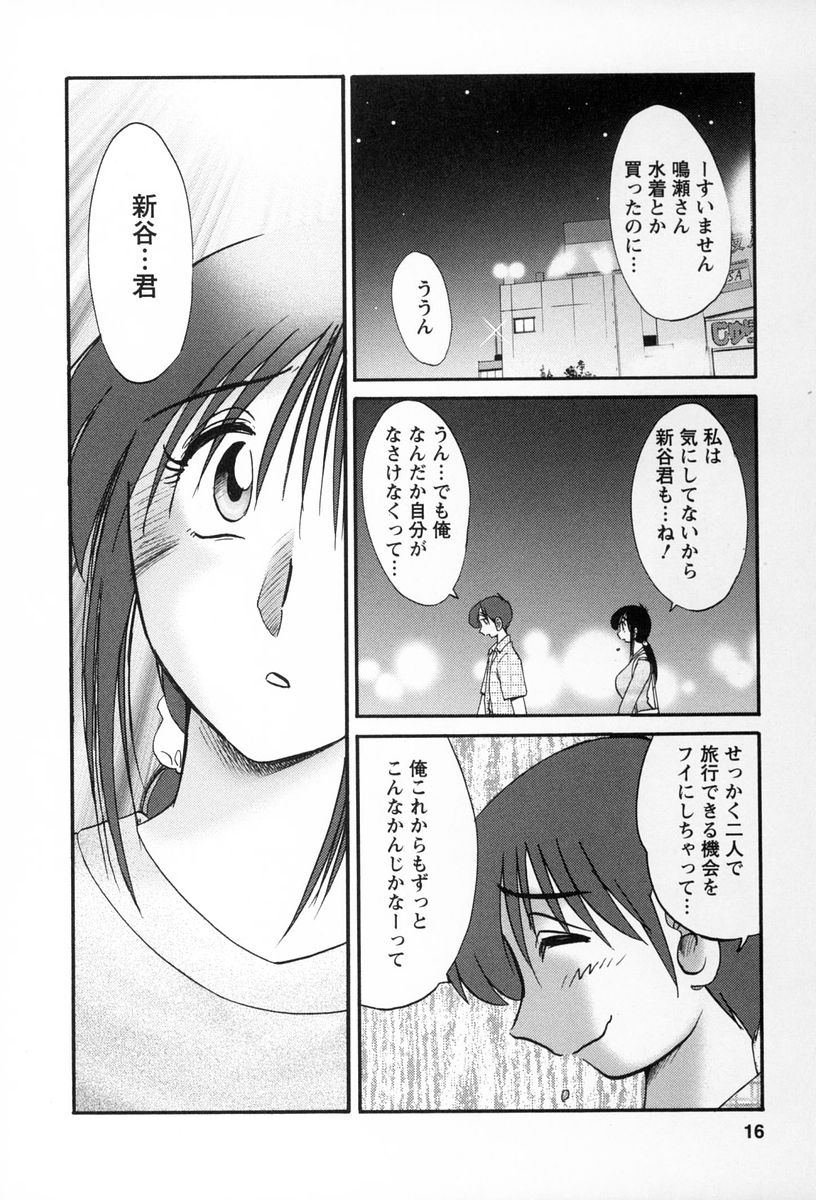 ーすいません
鳴瀬さん
水着とか
買ったのに…
ううん
SA
じゅう
私は
気にしてないから
新谷君も…ね！
うん…でも俺
なんだか自分が
なさけなくって…
せっかく二人で
旅行できる機会を
フイにしちゃって…
俺これからもずっと
こんなかんじかなーって
新谷…君
16